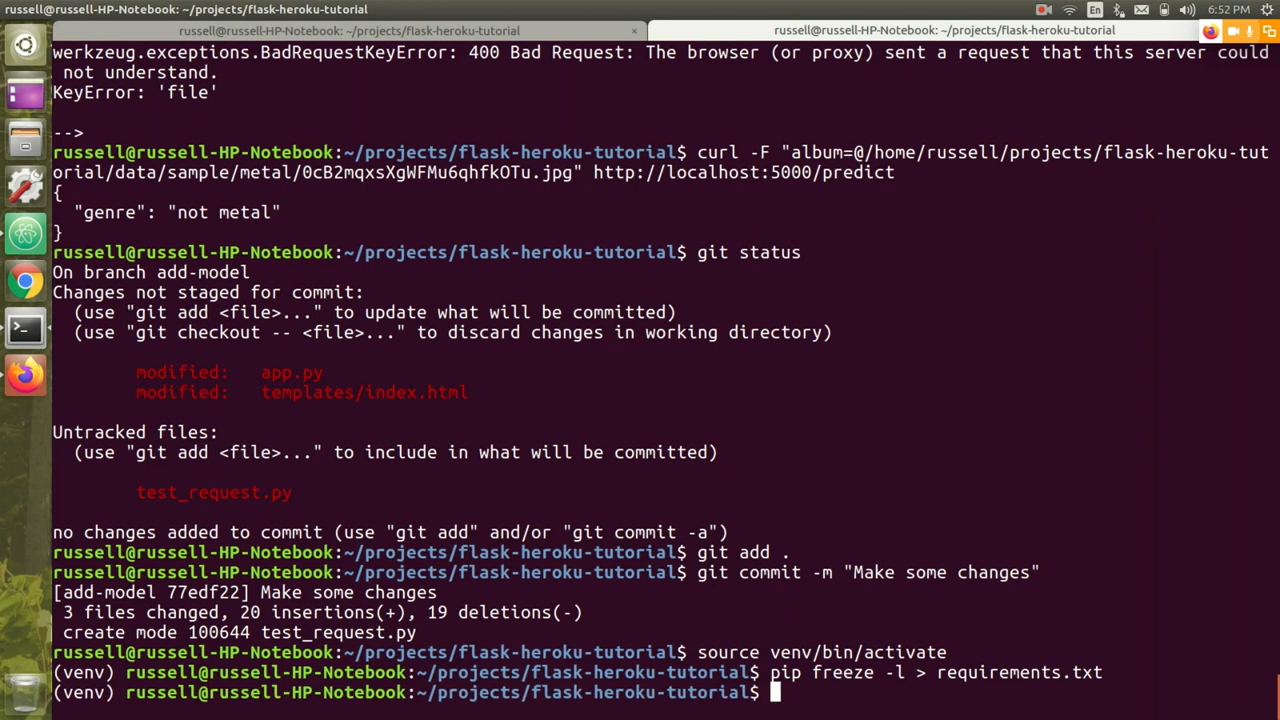 russell@russell-HP-Notebook: ~/projects/flask-heroku-tutorial
En
6:52 PM
russell@russell-HP-Notebook: ~/projects/flask-heroku-tutorial ×
russell@russell-HP-Notebook: ~/projects/flask-heroku-tutorial
werkzeug.exceptions.BadRequestKeyError: 400 Bad Request: The browser (or proxy) sent a request that this server could
not understand.
KeyError: 'file'
-->
russell@russell-HP-Notebook:~/projects/flask-heroku-tutorial$ curl -F "album=@/home/russell/projects/flask-heroku-tut
orial/data/sample/metal/0cB2mqxsXgWFMu6qhfkOTu.jpg" http://localhost:5000/predict
{
"genre": "not metal"
}
russell@russell-HP-Notebook:~/projects/flask-heroku-tutorial$ git status
On branch add-model
Changes not staged for commit:
(use "git add <file>..." to update what will be committed)
(use "git checkout -- <file>..." to discard changes in working directory)
modified: app.py
modified: templates/index.html
Untracked files:
(use "git add <file>..." to include in what will be committed)
test_request.py
no changes added to commit (use "git add" and/or "git commit -a")
russell@russell-HP-Notebook:~/projects/flask-heroku-tutorial$ git add .
russell@russell-HP-Notebook:~/projects/flask-heroku-tutorial$ git commit -m "Make some changes"
[add-model 77edf22] Make some changes
3 files changed, 20 insertions(+), 19 deletions(-)
create mode 100644 test_request.py
russell@russell-HP-Notebook:~/projects/flask-heroku-tutorial$ source venv/bin/activate
(venv) russell@russell-HP-Notebook:~/projects/flask-heroku-tutorial$ pip freeze -l > requirements.txt
(venv) russell@russell-HP-Notebook:~/projects/flask-heroku-tutorial$